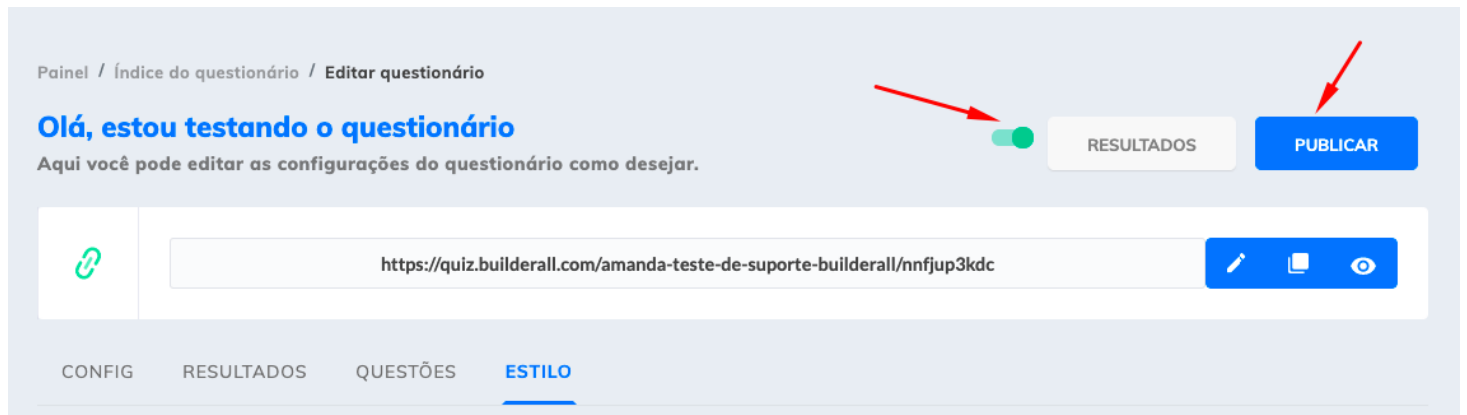 Painel / Índice do questionário / Editar questionário
Olá, estou testando o questionário
Aqui você pode editar as configurações do questionário como desejar.
RESULTADOS
PUBLICAR
https://quiz.builderall.com/amanda-teste-de-suporte-builderall/nnfjup3kdc
CONFIG RESULTADOS QUESTÕES ESTILO